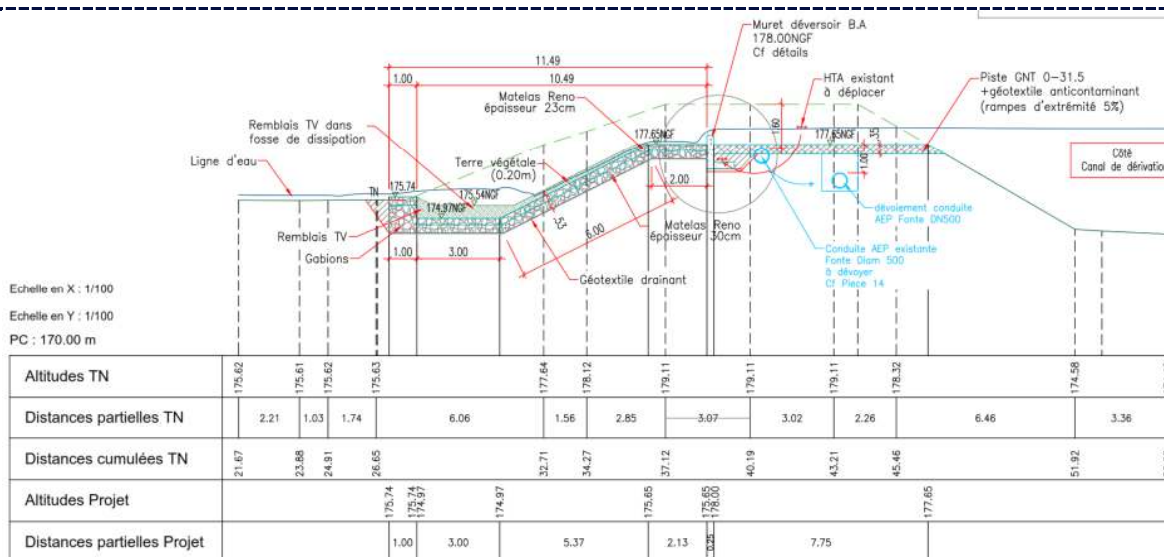 Muret déversoir B.A
178.00NGF
Cf détails
11.49
1.00
10.49
HTA existant
à déplacer
Piste GNT 0-31.5
+géotextile anticontaminant
(rampes d'extrémité 5%)
Matelas Reno
épaisseur 23cm
Remblais TV dans
fosse de dissipation
1.60
177.65NGF
177.65NGF
.35
Ligne d'eau
Terre végétale
(0.20m)
1.00
Côté
Canal de dérivation
TN
175.74
175.54NGF
2.00
174.97NGF
dévoiement conduite
AEP Fonte DN500
Remblais TV
Gabions
6.00
Matelas Reno
épaisseur 30cm
1.00
3.00
Géotextile drainant
Conduite AEP existante
Fonte Diam 500
à dévoyer
Cf Piece 14
Echelle en X : 1/100
Echelle en Y : 1/100
PC : 170.00 m
Altitudes TN
175.62 175.61 175.62 175.63 177.64 178.12 179.11 179.11 179.11 178.32 174.58
Distances partielles TN
2.21 1.03 1.74 6.06 1.56 2.85 3.07 3.02 2.26 6.46 3.36
Distances cumulées TN
21.67 23.88 24.91 26.65 32.71 34.27 37.12 40.19 43.21 45.46 51.92
Altitudes Projet
175.74 175.74 174.97 174.97 175.65 175.65 178.00 177.65
Distances partielles Projet
1.00 3.00 5.37 2.13 0.25 7.75